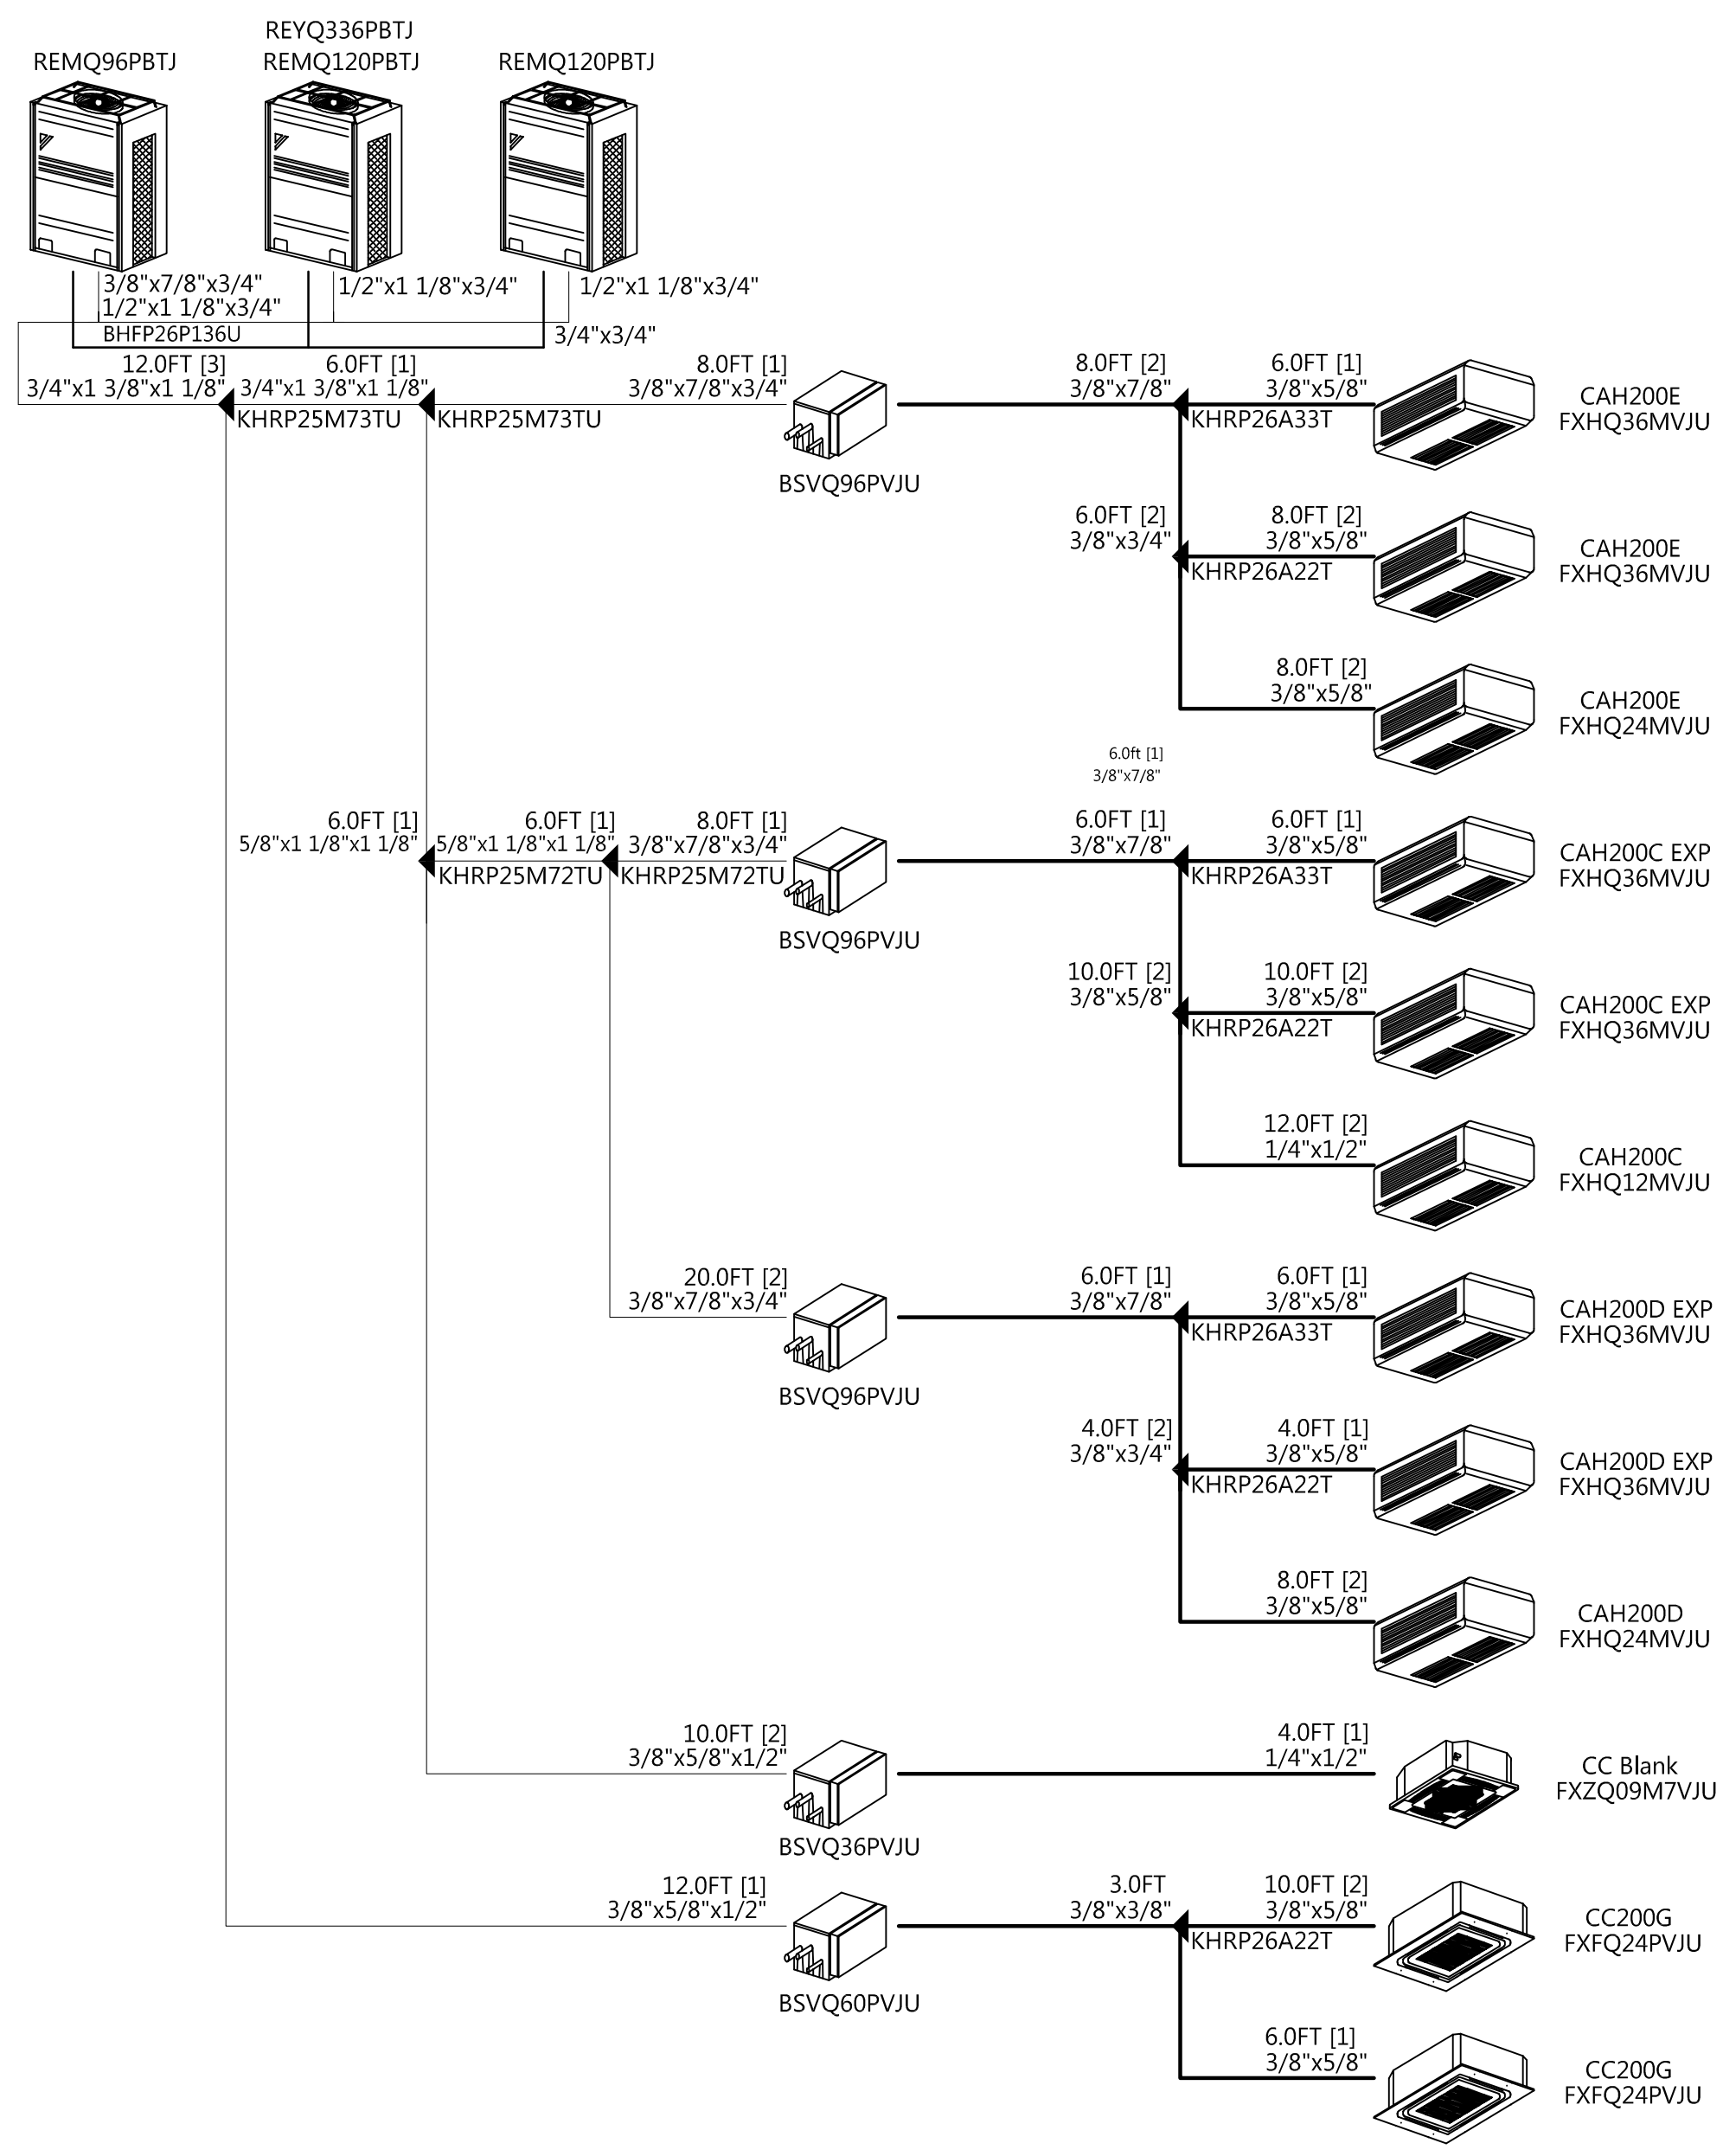 REYQ336PBTJ
REMQ96PBTJ
REMQ120PBTJ
REMQ120PBTJ
3/8"x7/8"x3/4"
1/2"x1 1/8"x3/4"
1/2"x1 1/8"x3/4"
1/2"x1 1/8"x3/4"
BHFP26P136U
3/4"x3/4"
12.0FT [3]
3/4"x1 3/8"x1 1/8"
KHRP25M73TU
6.0FT [1]
3/4"x1 3/8"x1 1/8"
KHRP25M73TU
8.0FT [1]
3/8"x7/8"x3/4"
BSVQ96PVJU
8.0FT [2]
3/8"x7/8"
KHRP26A33T
6.0FT [1]
3/8"x5/8"
CAH200E
FXHQ36MVJU
6.0FT [2]
3/8"x3/4"
KHRP26A22T
8.0FT [2]
3/8"x5/8"
CAH200E
FXHQ36MVJU
8.0FT [2]
3/8"x5/8"
CAH200E
FXHQ24MVJU
6.0ft [1]
3/8"x7/8"
6.0FT [1]
5/8"x1 1/8"x1 1/8"
KHRP25M72TU
6.0FT [1]
5/8"x1 1/8"x1 1/8"
KHRP25M72TU
8.0FT [1]
3/8"x7/8"x3/4"
BSVQ96PVJU
6.0FT [1]
3/8"x7/8"
KHRP26A33T
6.0FT [1]
3/8"x5/8"
CAH200C EXP
FXHQ36MVJU
10.0FT [2]
3/8"x5/8"
KHRP26A22T
10.0FT [2]
3/8"x5/8"
CAH200C EXP
FXHQ36MVJU
12.0FT [2]
1/4"x1/2"
CAH200C
FXHQ12MVJU
20.0FT [2]
3/8"x7/8"x3/4"
BSVQ96PVJU
6.0FT [1]
3/8"x7/8"
KHRP26A33T
6.0FT [1]
3/8"x5/8"
CAH200D EXP
FXHQ36MVJU
4.0FT [2]
3/8"x3/4"
KHRP26A22T
4.0FT [1]
3/8"x5/8"
CAH200D EXP
FXHQ36MVJU
8.0FT [2]
3/8"x5/8"
CAH200D
FXHQ24MVJU
10.0FT [2]
3/8"x5/8"x1/2"
BSVQ36PVJU
4.0FT [1]
1/4"x1/2"
CC Blank
FXZQ09M7VJU
12.0FT [1]
3/8"x5/8"x1/2"
BSVQ60PVJU
3.0FT
3/8"x3/8"
KHRP26A22T
10.0FT [2]
3/8"x5/8"
CC200G
FXFQ24PVJU
6.0FT [1]
3/8"x5/8"
CC200G
FXFQ24PVJU